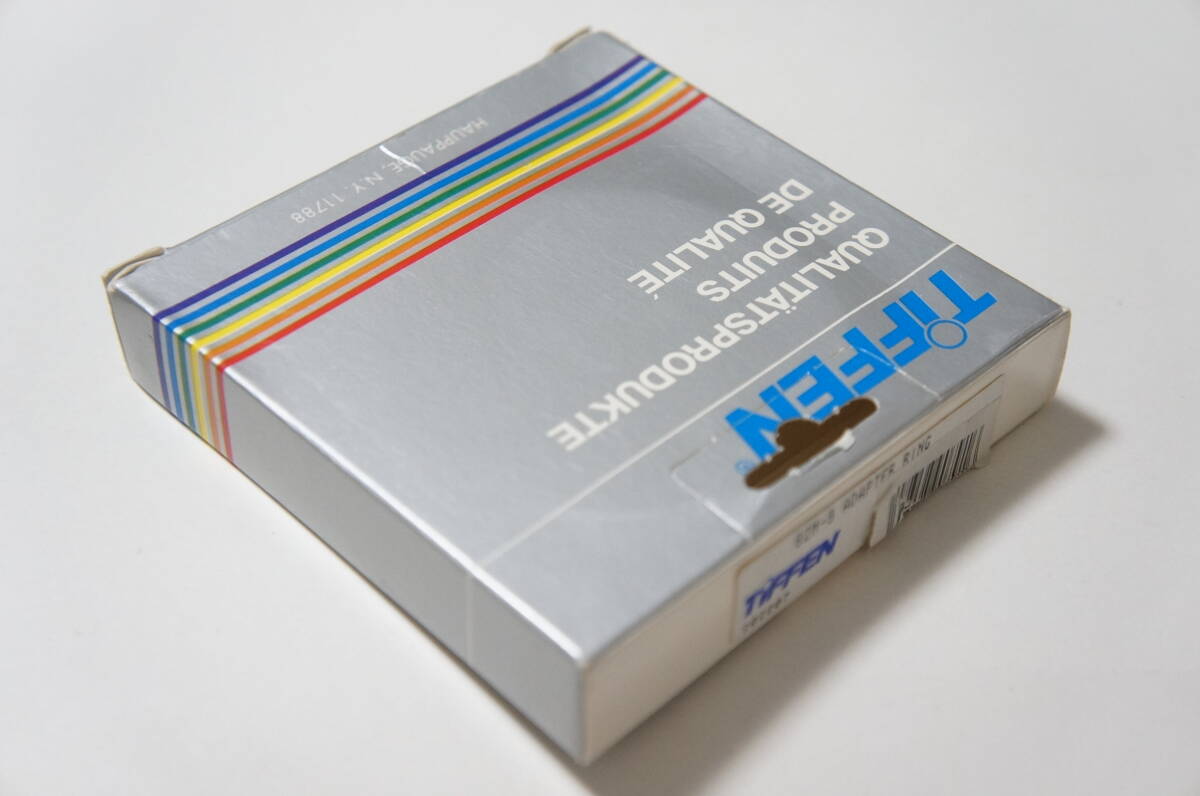 TiFFEN®
QUALITÄTSPRODUKTE
PRODUITS
DE QUALITÉ
HAUPPAUGE, N.Y. 11788
ADAPTER RING
TiFFEN